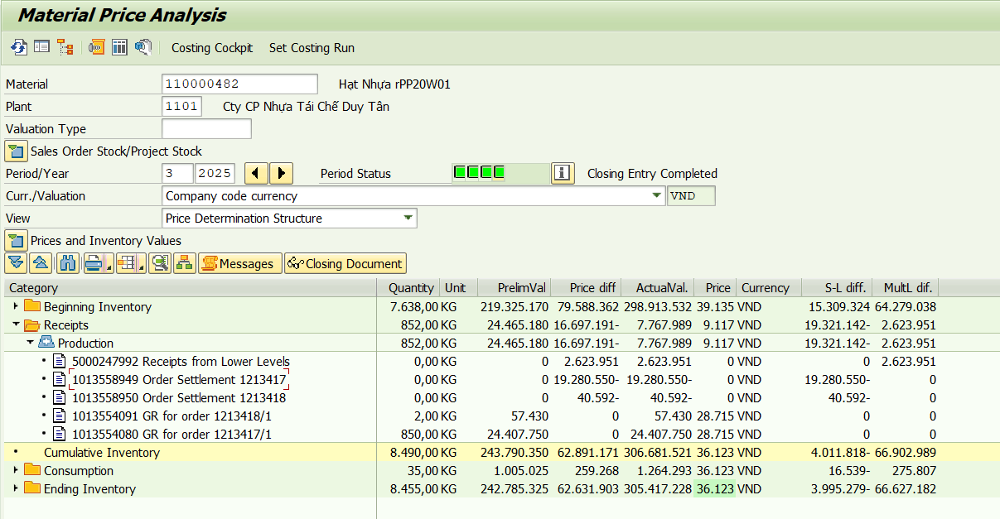 Material Price Analysis
Costing Cockpit Set Costing Run
Material 110000482 Hạt Nhựa rPP20W01
Plant 1101 Cty CP Nhựa Tái Chế Duy Tân
Valuation Type
Sales Order Stock/Project Stock
Period/Year 3 2025 Period Status Closing Entry Completed
Curr./Valuation Company code currency VND
View Price Determination Structure
Prices and Inventory Values
Messages Closing Document
Category Quantity Unit PrelimVal Price diff ActualVal. Price Currency S-L diff. MultL dif.
Beginning Inventory 7.638,00 KG 219.325.170 79.588.362 298.913.532 39.135 VND 15.309.324 64.279.038
Receipts 852,00 KG 24.465.180 16.697.191- 7.767.989 9.117 VND 19.321.142- 2.623.951
Production 852,00 KG 24.465.180 16.697.191- 7.767.989 9.117 VND 19.321.142- 2.623.951
5000247992 Receipts from Lower Levels 0,00 KG 0 2.623.951 2.623.951 0 VND 0 2.623.951
1013558949 Order Settlement 1213417 0,00 KG 0 19.280.550- 19.280.550- 0 VND 19.280.550- 0
1013558950 Order Settlement 1213418 0,00 KG 0 40.592- 40.592- 0 VND 40.592- 0
1013554091 GR for order 1213418/1 2,00 KG 57.430 0 57.430 28.715 VND 0 0
1013554080 GR for order 1213417/1 850,00 KG 24.407.750 0 24.407.750 28.715 VND 0 0
Cumulative Inventory 8.490,00 KG 243.790.350 62.891.171 306.681.521 36.123 VND 4.011.818- 66.902.989
Consumption 35,00 KG 1.005.025 259.268 1.264.293 36.123 VND 16.539- 275.807
Ending Inventory 8.455,00 KG 242.785.325 62.631.903 305.417.228 36.123 VND 3.995.279- 66.627.182